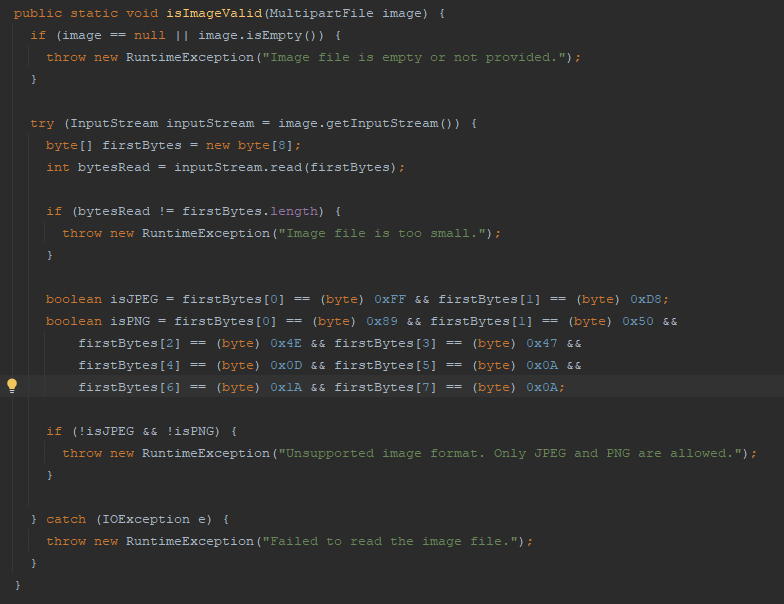 public static void isImageValid(MultipartFile image) {
if (image == null || image.isEmpty()) {
throw new RuntimeException("Image file is empty or not provided.");
}
try (InputStream inputStream = image.getInputStream()) {
byte[] firstBytes = new byte[8];
int bytesRead = inputStream.read(firstBytes);
if (bytesRead != firstBytes.length) {
throw new RuntimeException("Image file is too small.");
}
boolean isJPEG = firstBytes[0] == (byte) 0xFF && firstBytes[1] == (byte) 0xD8;
boolean isPNG = firstBytes[0] == (byte) 0x89 && firstBytes[1] == (byte) 0x50 &&
firstBytes[2] == (byte) 0x4E && firstBytes[3] == (byte) 0x47 &&
firstBytes[4] == (byte) 0x0D && firstBytes[5] == (byte) 0x0A &&
firstBytes[6] == (byte) 0x1A && firstBytes[7] == (byte) 0x0A;
if (!isJPEG && !isPNG) {
throw new RuntimeException("Unsupported image format. Only JPEG and PNG are allowed.");
}
} catch (IOException e) {
throw new RuntimeException("Failed to read the image file.");
}
}